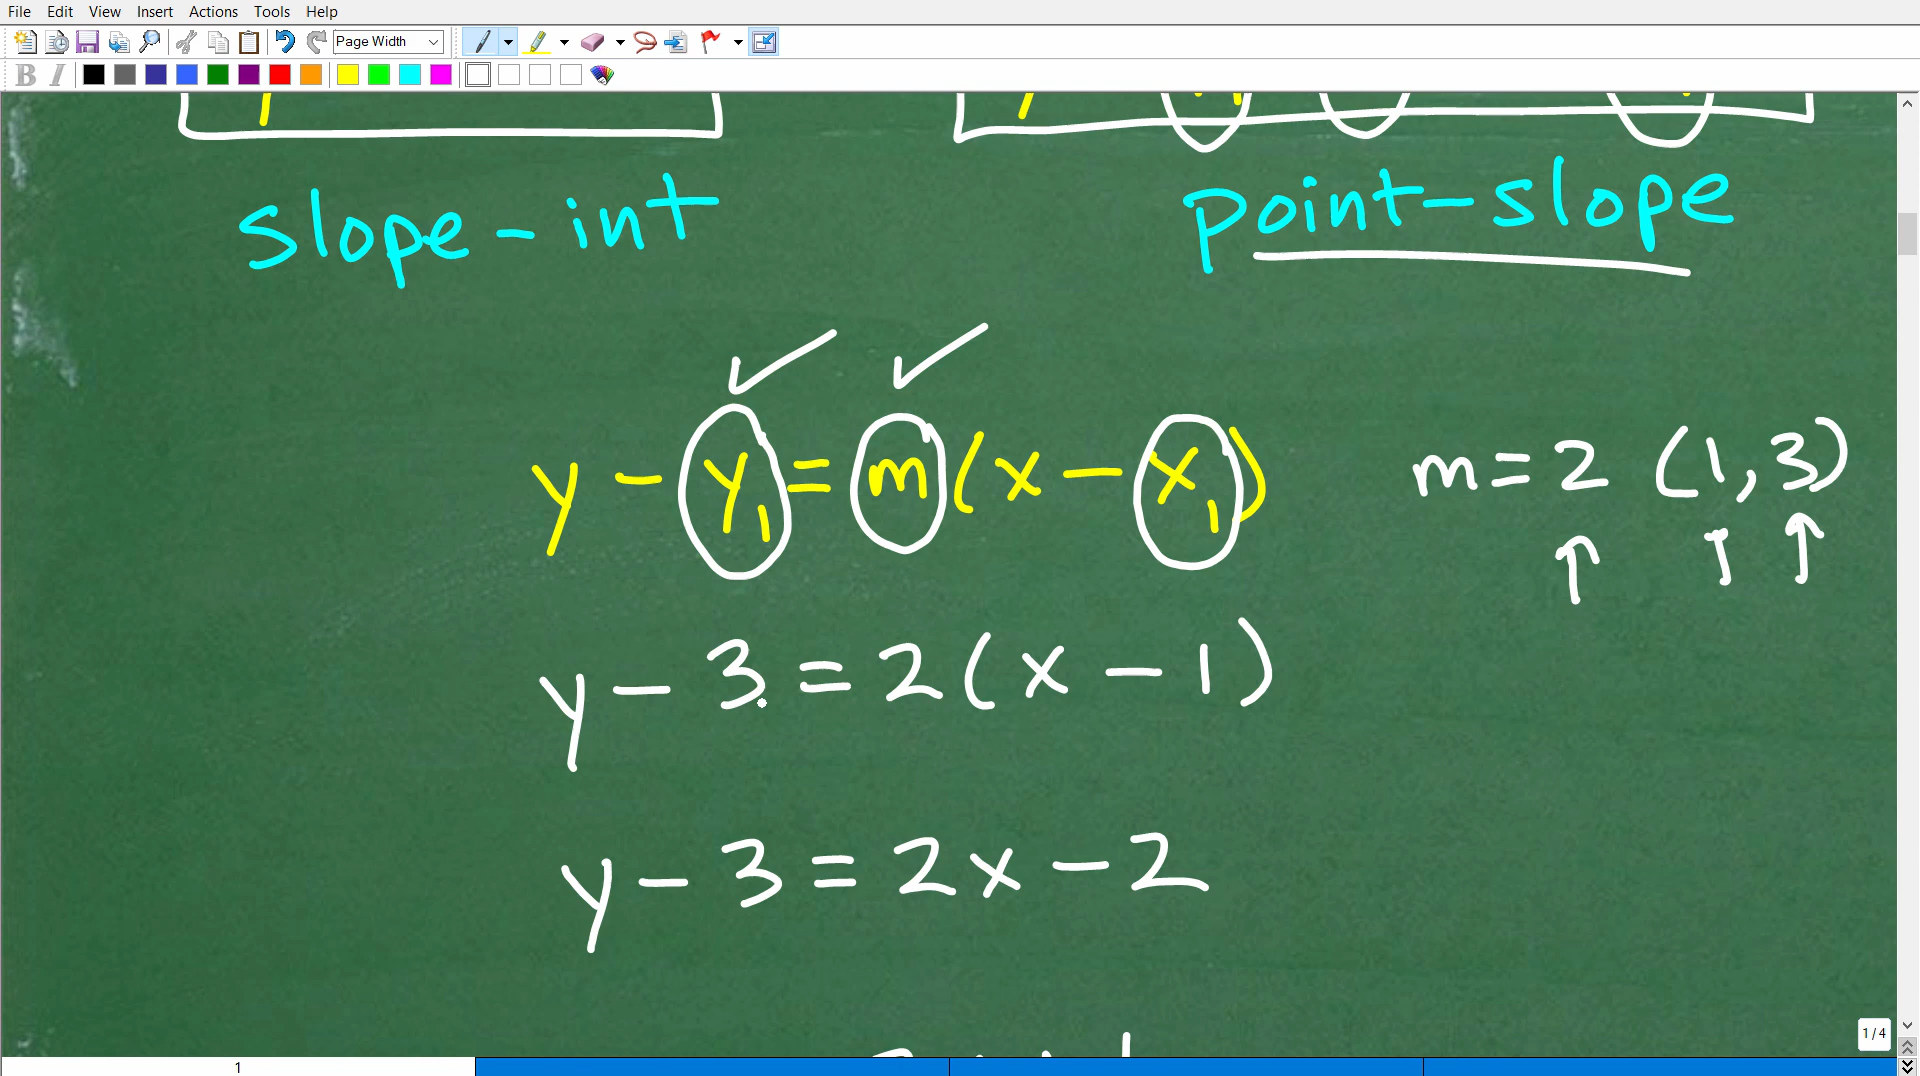 File Edit View Insert Actions Tools Help
Page Width
B I
slope-int
point-slope
y - y₁ = m(x - x₁)
m = 2 (1, 3)
y - 3 = 2(x - 1)
y - 3 = 2x - 2
1 / 4
1